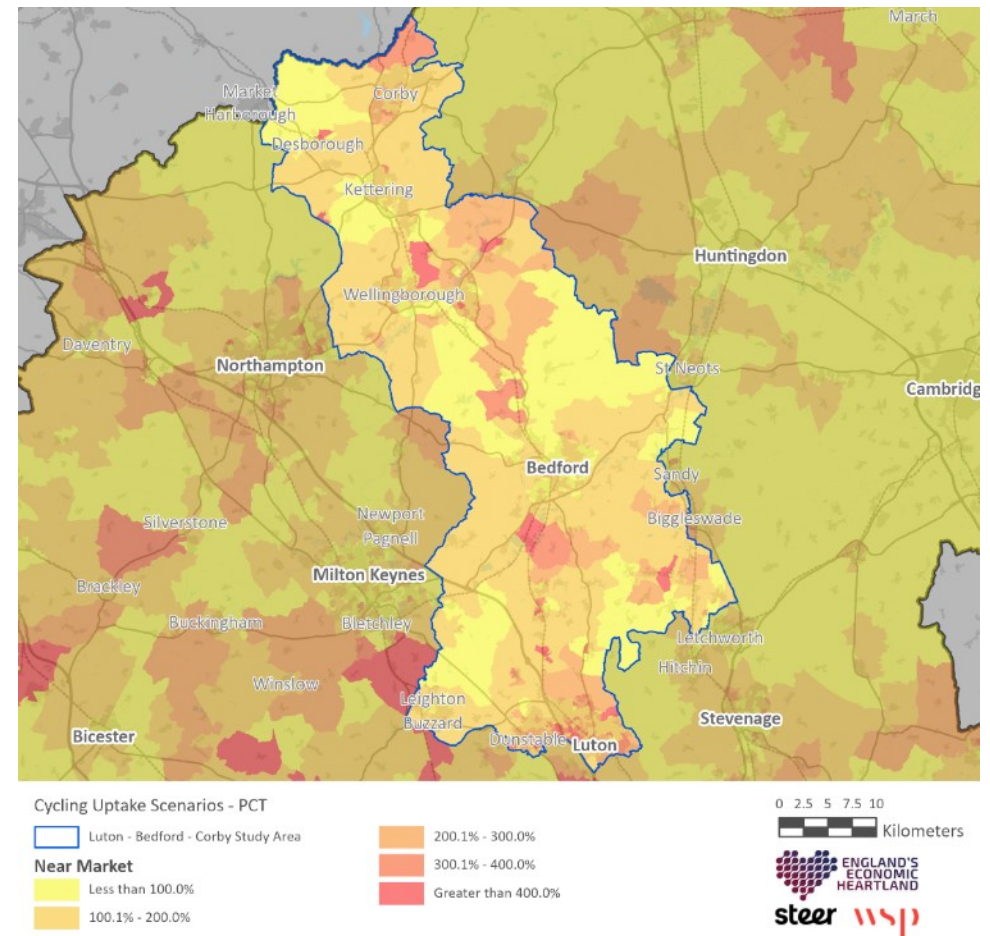 March
Market
Harborough
Corby
Desborough
Kettering
Huntingdon
Wellingborough
Daventry
Northampton
St Neots
Cambridg
Bedford
Sandy
Silverstone
Newport
Pagnell
Biggleswade
Milton Keynes
Brackley
Buckingham
Bletchley
Letchworth
Hitchin
Winslow
Leighton
Buzzard
Stevenage
Bicester
Dunstable
Luton
Cycling Uptake Scenarios - PCT
Luton - Bedford - Corby Study Area
Near Market
Less than 100.0%
100.1% - 200.0%
200.1% - 300.0%
300.1% - 400.0%
Greater than 400.0%
0 2.5 5 7.5 10
Kilometers
ENGLAND'S
ECONOMIC
HEARTLAND
steer wsp